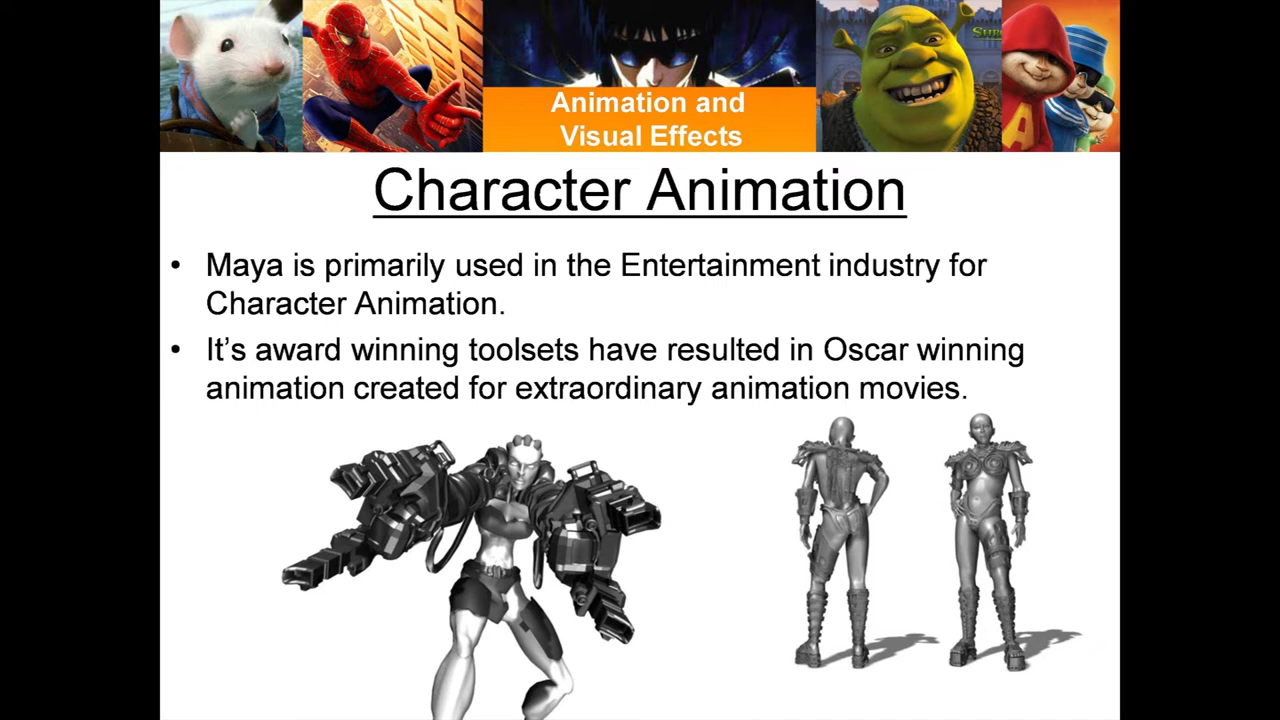 SHR
Animation and
Visual Effects
A
Character Animation
• Maya is primarily used in the Entertainment industry for
Character Animation.
• It’s award winning toolsets have resulted in Oscar winning
animation created for extraordinary animation movies.